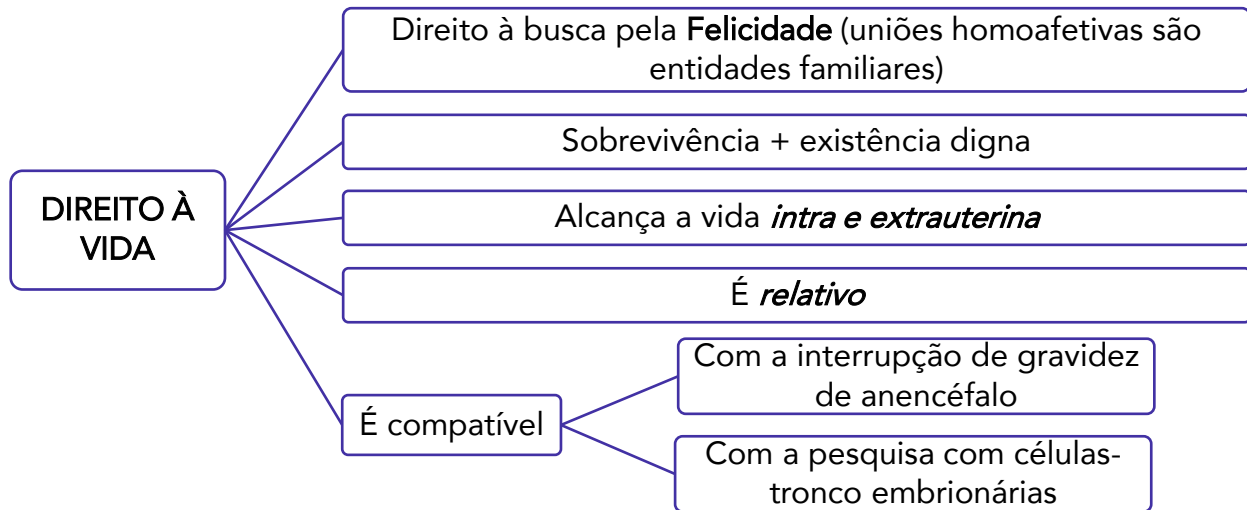 Direito à busca pela Felicidade (uniões homoafetivas são
entidades familiares)
Sobrevivência + existência digna
DIREITO À
VIDA
Alcança a vida intra e extrauterina
É relativo
É compatível
Com a interrupção de gravidez
de anencéfalo
Com a pesquisa com células-
tronco embrionárias